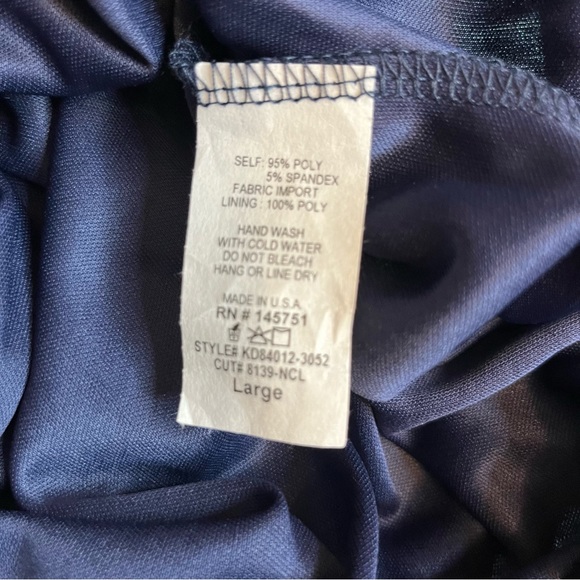 SELF: 95% POLY
5% SPANDEX
FABRIC IMPORT
LINING : 100% POLY
HAND WASH
WITH COLD WATER
DO NOT BLEACH
HANG OR LINE DRY
MADE IN U.S.A.
RN # 145751
STYLE# KD84012-3052
CUT# 8139-NCL
Large